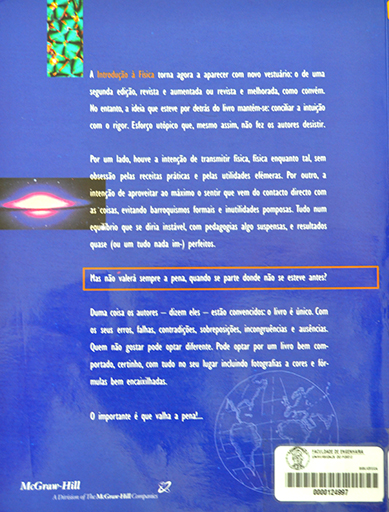 A Introdução à Física torna agora a aparecer com novo vestuário: o de uma
segunda edição, revista e aumentada ou revista e melhorada, como convém.
No entanto, a ideia que esteve por detrás do livro mantém-se: conciliar a intuição
com o rigor. Esforço utópico que, mesmo assim, não fez os autores desistir.
Por um lado, houve a intenção de transmitir física, física enquanto tal, sem
obsessão pelas receitas práticas e pelas utilidades efémeras. Por outro, a
intenção de aproveitar ao máximo o sentir que vem do contacto directo com
as coisas, evitando barroquismos formais e inutilidades pomposas. Tudo num
equilíbrio que se diria instável, com pedagogias algo suspensas, e resultados
quase (ou um tudo nada im-) perfeitos.
Mas não valerá sempre a pena, quando se parte donde não se esteve antes?
Duma coisa os autores – dizem eles – estão convencidos: o livro é único. Com
os seus erros, falhas, contradições, sobreposições, incongruências e ausências.
Quem não gostar pode optar diferente. Pode optar por um livro bem com-
portado, certinho, com tudo no seu lugar incluindo fotografias a cores e fór-
mulas bem encaixilhadas.
O importante é que valha a pena!...
McGraw-Hill
A Division of The McGraw-Hill Companies
FACULDADE DE ENGENHARIA
UNIVERSIDADE DO PORTO
BIBLIOTECA
0000124997